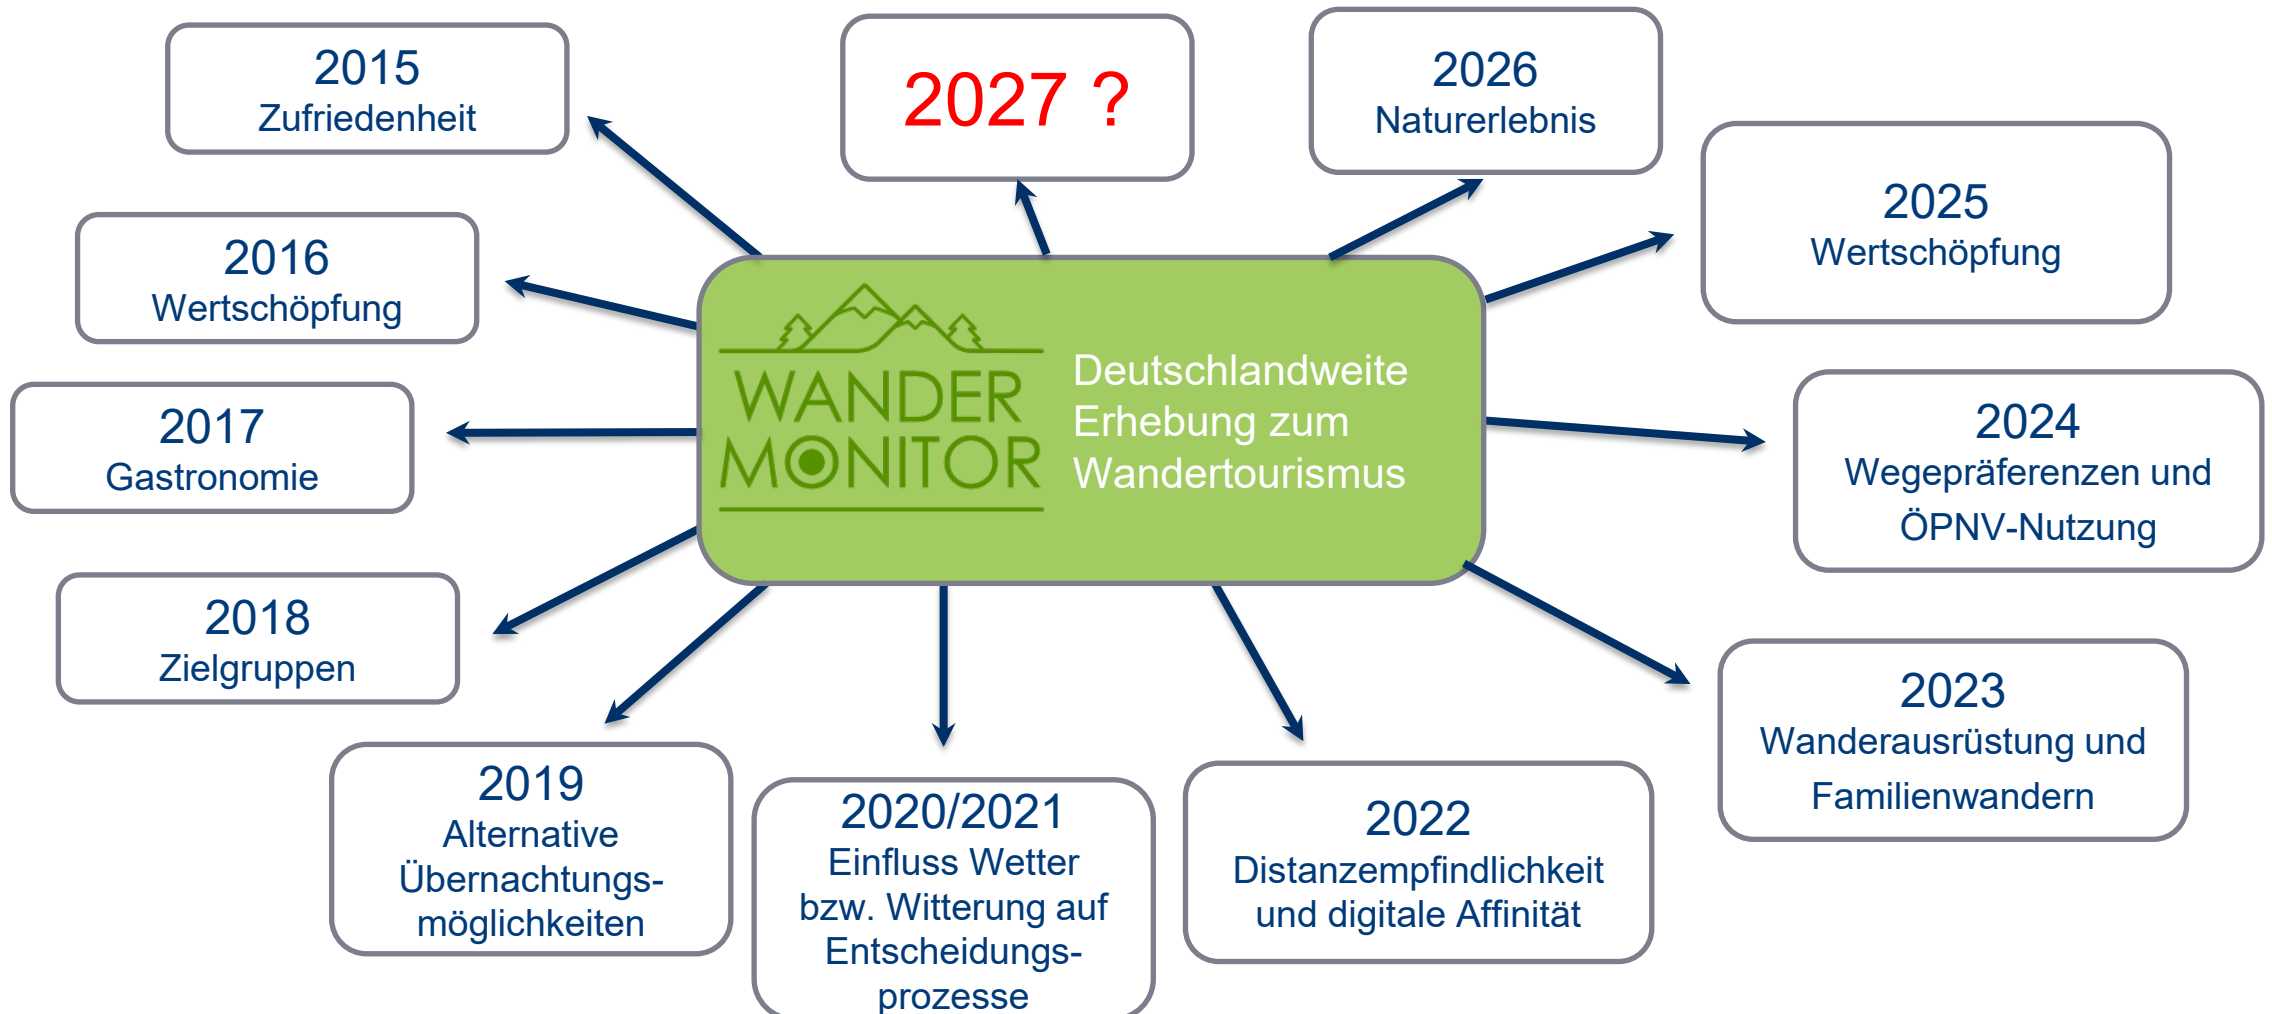 2015
Zufriedenheit
2027 ?
2026
Naturerlebnis
2025
Wertschöpfung
2016
Wertschöpfung
WANDER
MONITOR
Deutschlandweite
Erhebung zum
Wandertourismus
2017
Gastronomie
2024
Wegepräferenzen und
ÖPNV-Nutzung
2018
Zielgruppen
2023
Wanderausrüstung und
Familienwandern
2019
Alternative
Übernachtungs-
möglichkeiten
2020/2021
Einfluss Wetter
bzw. Witterung auf
Entscheidungs-
prozesse
2022
Distanzempfindlichkeit
und digitale Affinität